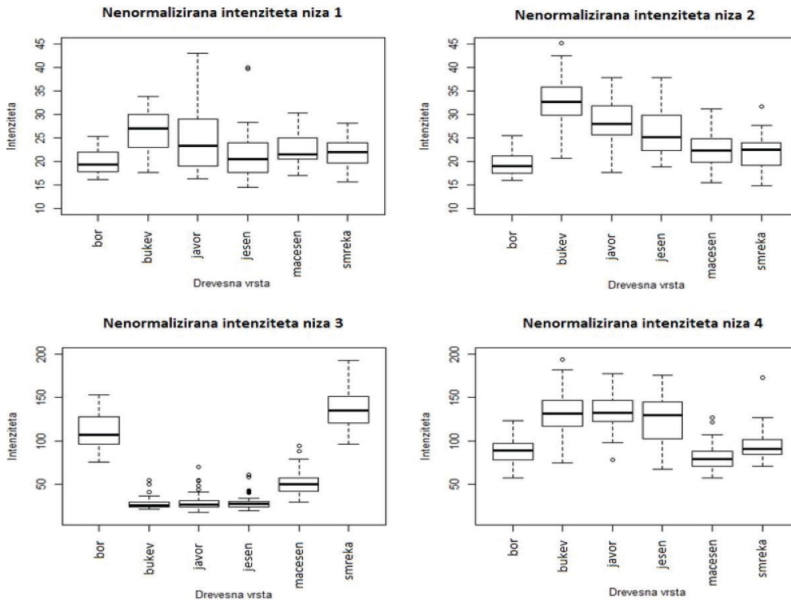 Nenormalizirana intenziteta niza 1
Intenziteta
45
40
35
30
25
20
15
10
bor
bukev
javor
jesen
macesen
smreka
Drevesna vrsta
Nenormalizirana intenziteta niza 2
Intenziteta
45
40
35
30
25
20
15
10
bor
bukev
javor
jesen
macesen
smreka
Drevesna vrsta
Nenormalizirana intenziteta niza 3
Intenziteta
200
150
100
50
bor
bukev
javor
jesen
macesen
smreka
Drevesna vrsta
Nenormalizirana intenziteta niza 4
Intenziteta
200
150
100
50
bor
bukev
javor
jesen
macesen
smreka
Drevesna vrsta